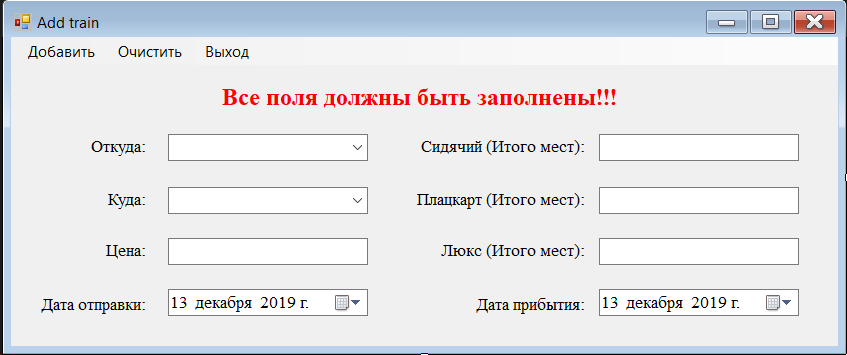 Add train
Добавить Очистить Выход
Все поля должны быть заполнены!!!
Откуда: Сидячий (Итого мест):
Куда: Плацкарт (Итого мест):
Цена: Люкс (Итого мест):
Дата отправки: 13 декабря 2019 г. Дата прибытия: 13 декабря 2019 г.